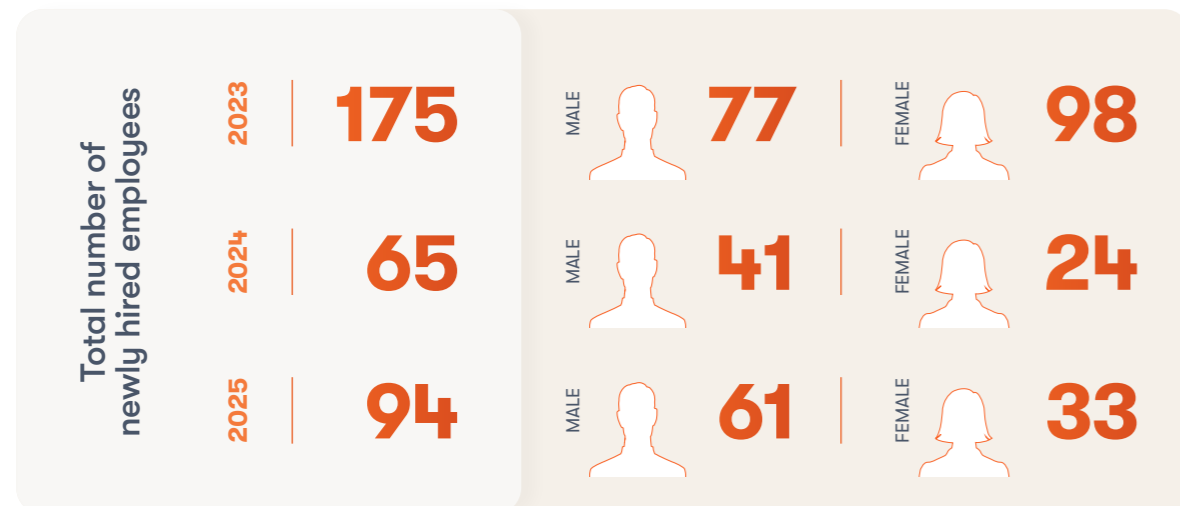 Total number of
newly hired employees
2023
175
MALE
77
FEMALE
98
2024
65
MALE
41
FEMALE
24
2025
94
MALE
61
FEMALE
33